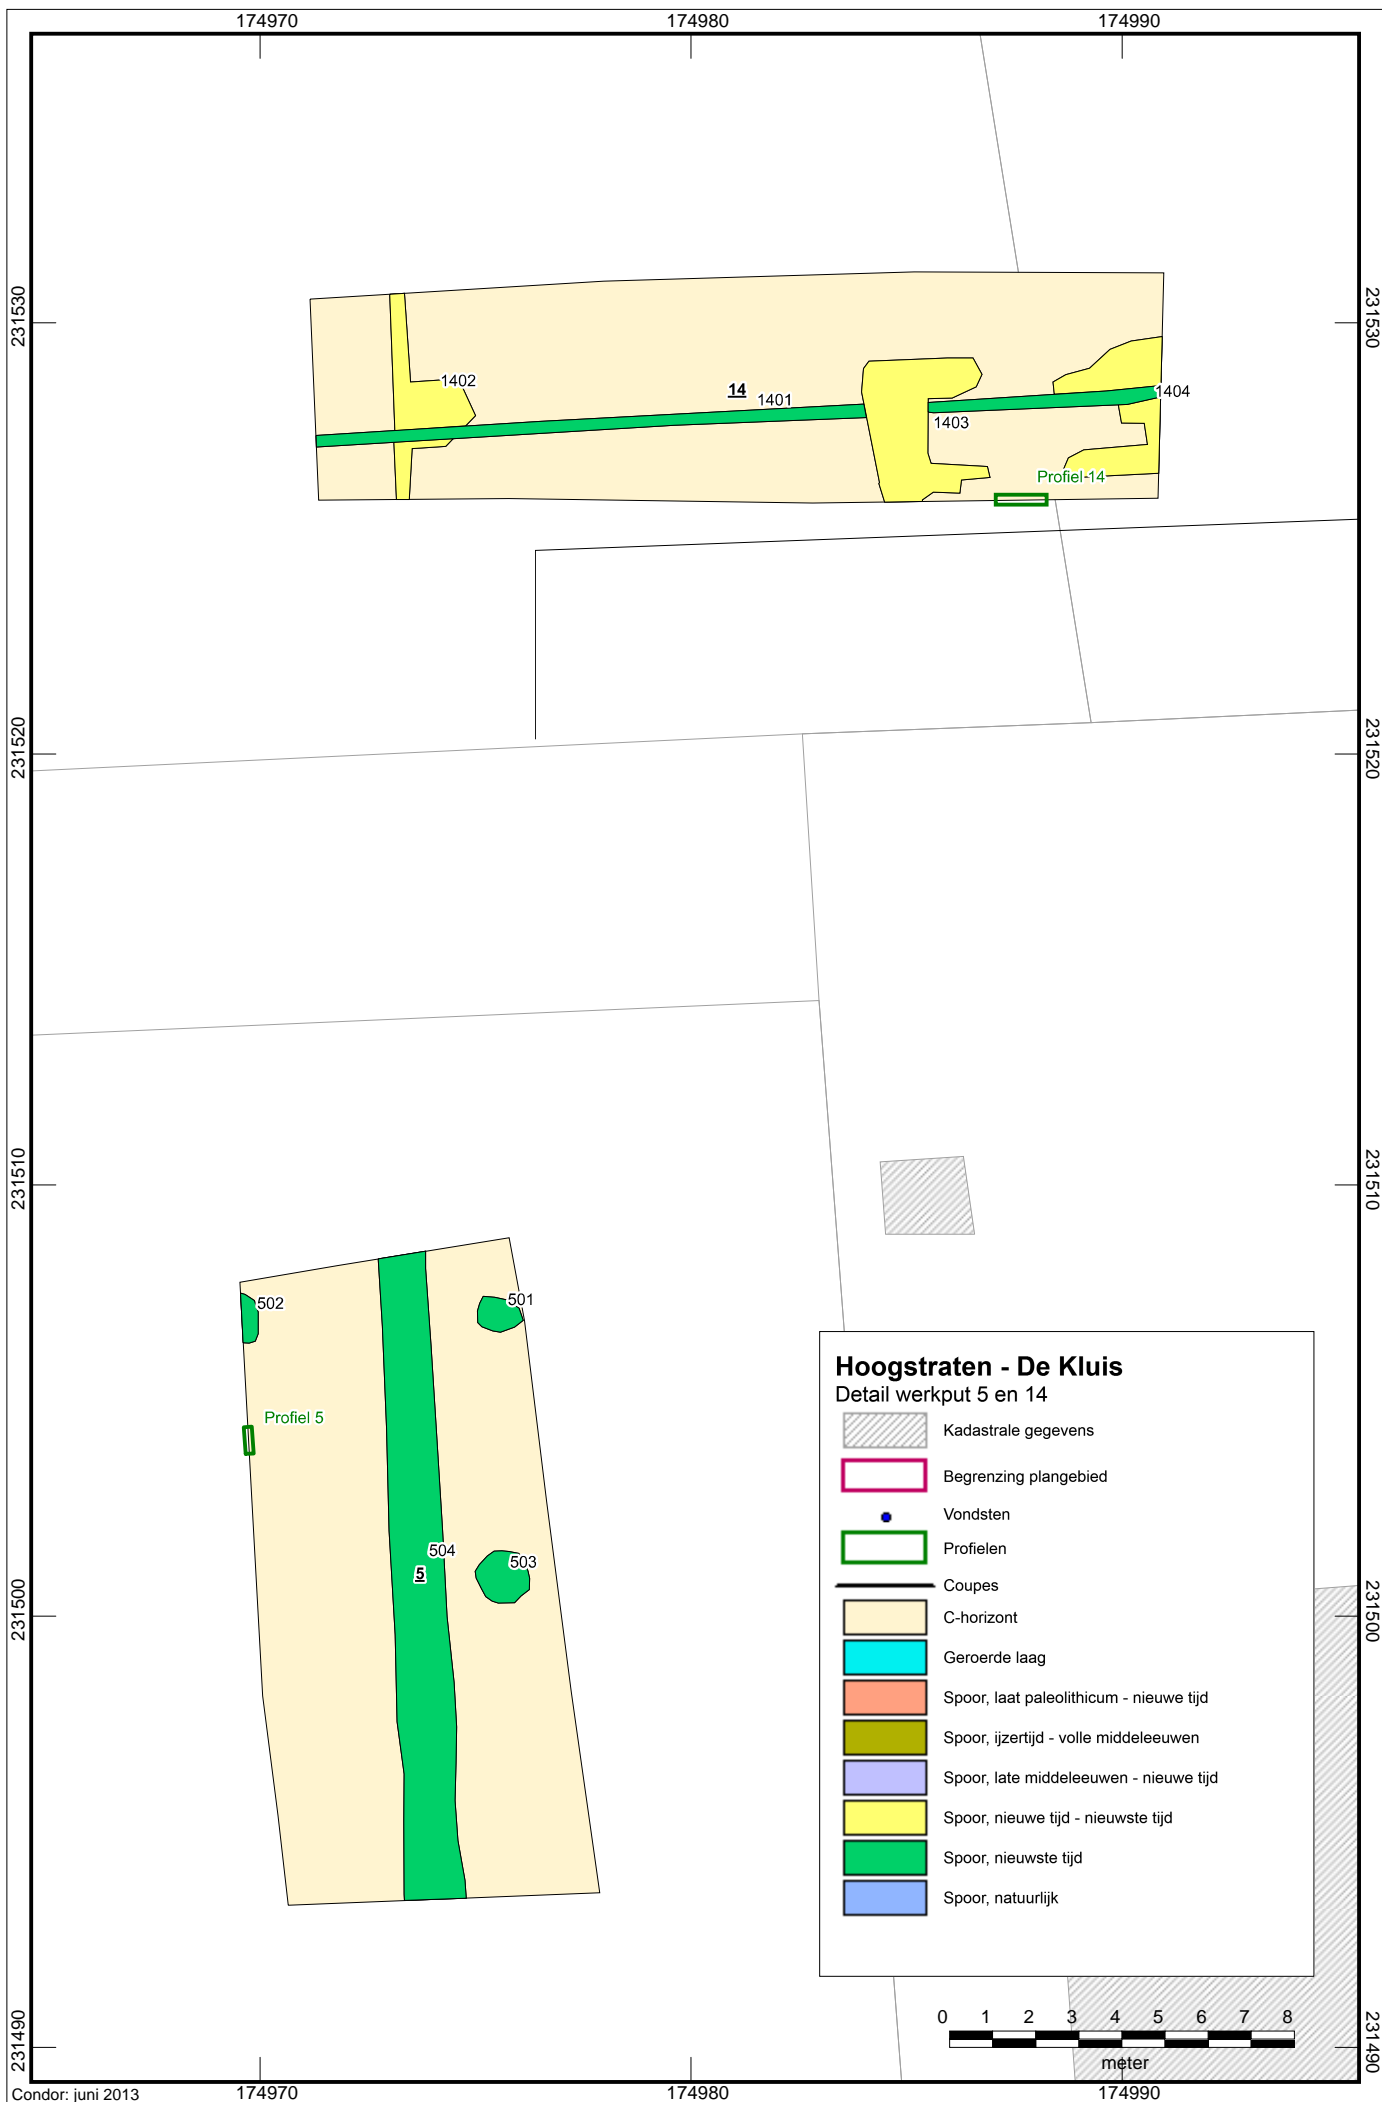 174970
174980
174990
231530
231530
1402
14
1401
1404
1403
Profiel 14
231520
231520
231510
231510
502
501
Profiel 5
504
503
5
231500
231500
Hoogstraten - De Kluis
Detail werkput 5 en 14
Kadastrale gegevens
Begrenzing plangebied
Vondsten
Profielen
Coupes
C-horizont
Geroerde laag
Spoor, laat paleolithicum - nieuwe tijd
Spoor, ijzertijd - volle middeleeuwen
Spoor, late middeleeuwen - nieuwe tijd
Spoor, nieuwe tijd - nieuwste tijd
Spoor, nieuwste tijd
Spoor, natuurlijk
0 1 2 3 4 5 6 7 8
meter
231490
231490
174970
174980
174990
Condor: juni 2013